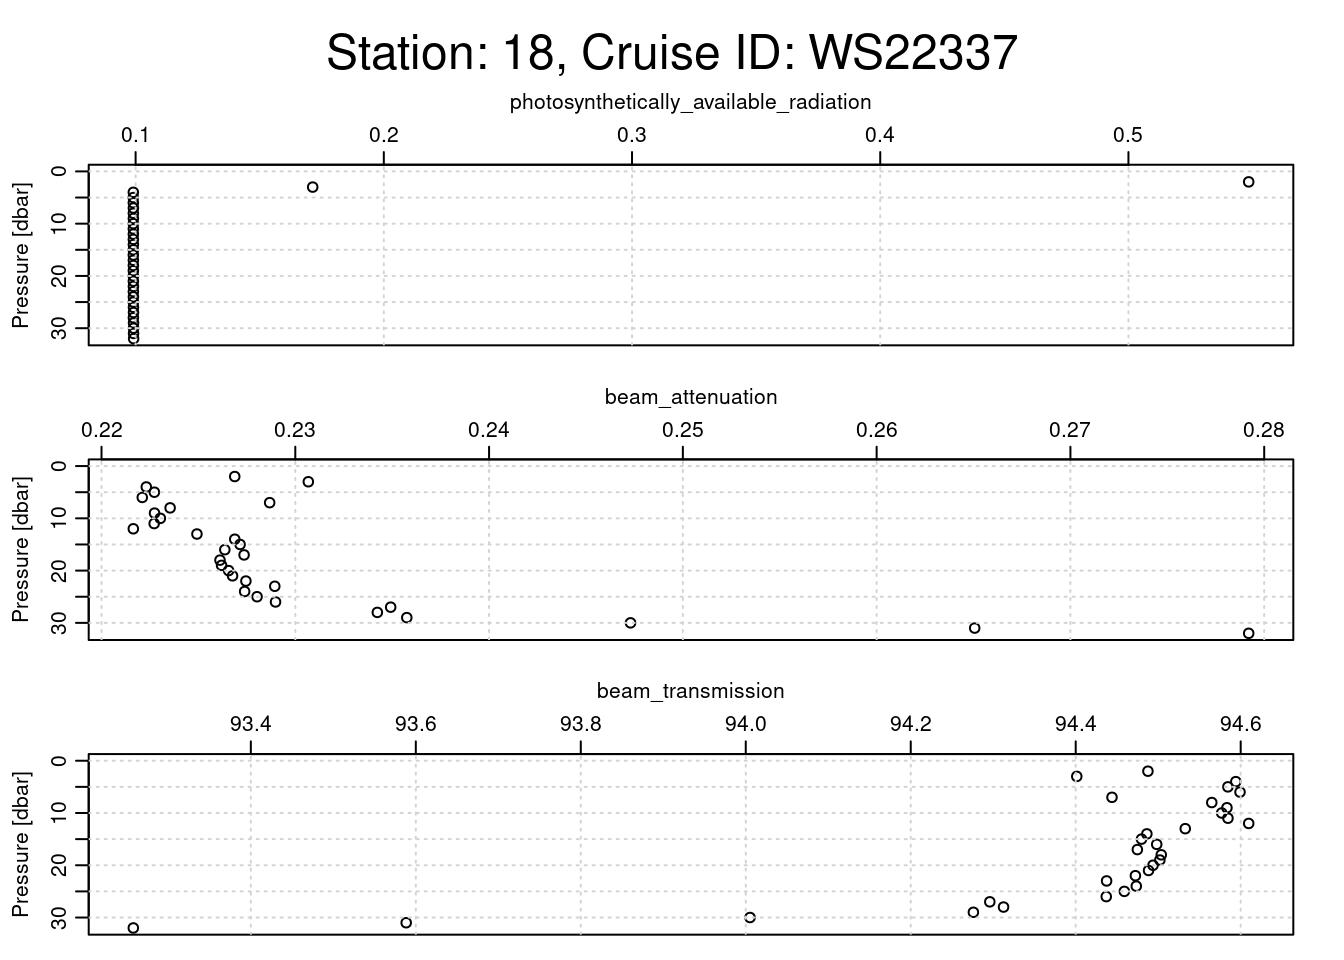 Station: 18, Cruise ID: WS22337
photosynthetically_available_radiation
0.1 0.2 0.3 0.4 0.5
Pressure [dbar]
0
10
20
30
beam_attenuation
0.22 0.23 0.24 0.25 0.26 0.27 0.28
Pressure [dbar]
0
10
20
30
beam_transmission
93.4 93.6 93.8 94.0 94.2 94.4 94.6
Pressure [dbar]
0
10
20
30